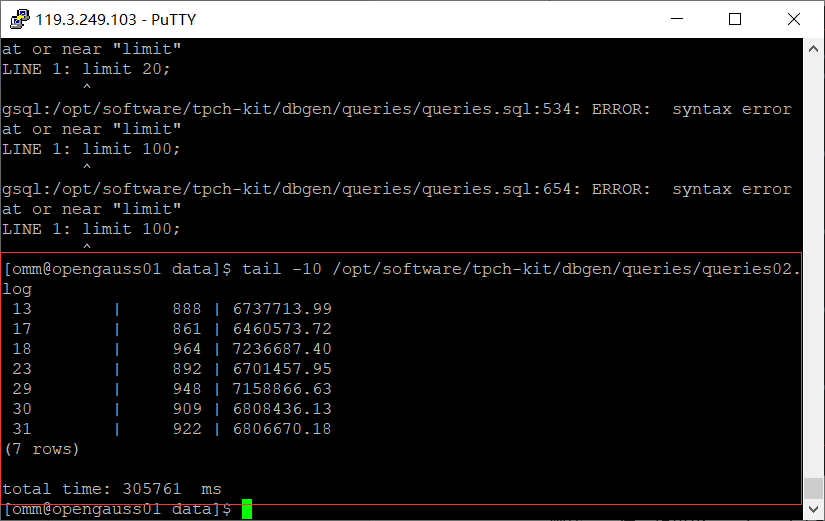 119.3.249.103 - PuTTY
at or near "limit"
LINE 1: limit 20;
^
gsql:/opt/software/tpch-kit/dbgen/queries/queries.sql:534: ERROR:  syntax error
at or near "limit"
LINE 1: limit 100;
^
gsql:/opt/software/tpch-kit/dbgen/queries/queries.sql:654: ERROR:  syntax error
at or near "limit"
LINE 1: limit 100;
^
[omm@opengauss01 data]$ tail -10 /opt/software/tpch-kit/dbgen/queries/queries02.
log
13         |      888 | 6737713.99
17         |      861 | 6460573.72
18         |      964 | 7236687.40
23         |      892 | 6701457.95
29         |      948 | 7158866.63
30         |      909 | 6808436.13
31         |      922 | 6806670.18
(7 rows)
total time: 305761  ms
[omm@opengauss01 data]$